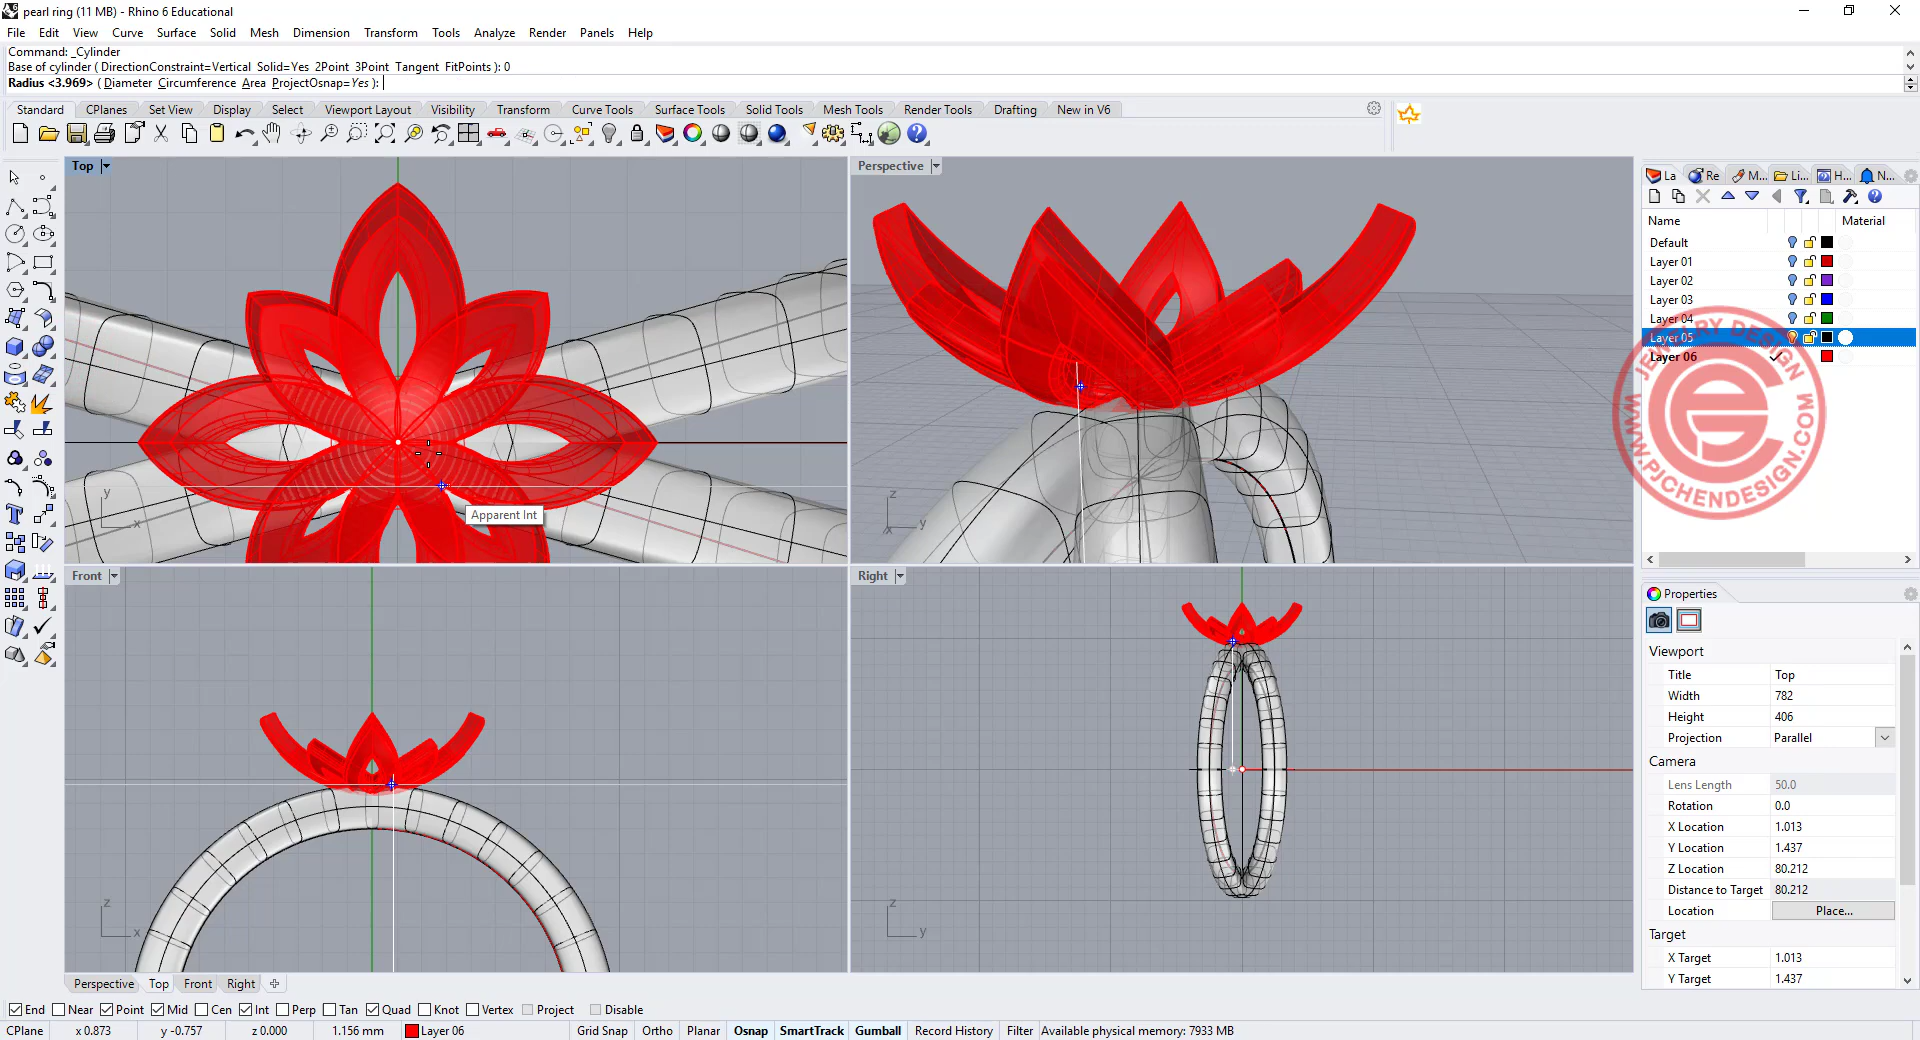 pearl ring (11 MB) - Rhino 6 Educational
File Edit View Curve Surface Solid Mesh Dimension Transform Tools Analyze Render Panels Help
Command: _Cylinder
Base of cylinder ( DirectionConstraint=Vertical Solid=Yes 2Point 3Point Tangent FitPoints ): 0
Radius <3.969> ( Diameter Circumference Area ProjectOsnap=Yes ):
Standard CPlanes Set View Display Select Viewport Layout Visibility Transform Curve Tools Surface Tools Solid Tools Mesh Tools Render Tools Drafting New in V6
Top
Perspective
La Re M... Li... H... N...
Name Material
Default
Layer 01
Layer 02
Layer 03
Layer 04
Layer 05
Layer 06
JEWELRY DESIGN
WWW.PJCHENDESIGN.COM
y
x
Apparent Int
z
y
x
Front
Right
z
x
z
y
Properties
Viewport
Title Top
Width 782
Height 406
Projection Parallel
Camera
Lens Length 50.0
Rotation 0.0
X Location 1.013
Y Location 1.437
Z Location 80.212
Distance to Target 80.212
Location Place...
Target
X Target 1.013
Y Target 1.437
Perspective Top Front Right
End Near Point Mid Cen Int Perp Tan Quad Knot Vertex Project Disable
CPlane x 0.873 y -0.757 z 0.000 1.156 mm Layer 06 Grid Snap Ortho Planar Osnap SmartTrack Gumball Record History Filter Available physical memory: 7933 MB